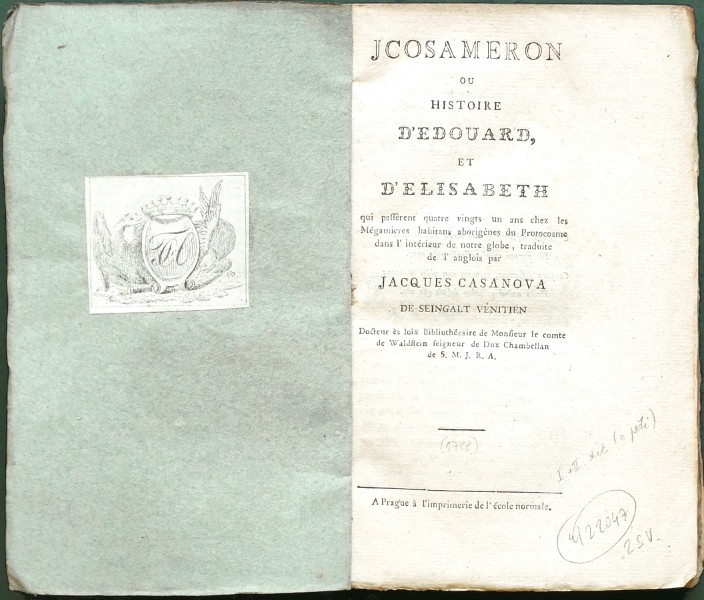 JCOSAMERON
OU
HISTOIRE
D'EDOUARD,
ET
D'ELISABETH
qui passèrent quatre vingts un ans chez les
Mégamicres habitans aborigènes du Protocosme
dans l' intérieur de notre globe, traduite
de l' anglois par
JACQUES CASANOVA
DE SEINGALT VÉNITIEN
Docteur ès loix Bibliothécaire de Monsieur le comte
de Waldstein seigneur de Dux Chambellan
de S. M. J. R. A.
(1788)
A Prague à l'imprimerie de l' école normale.
22047
2 S V.